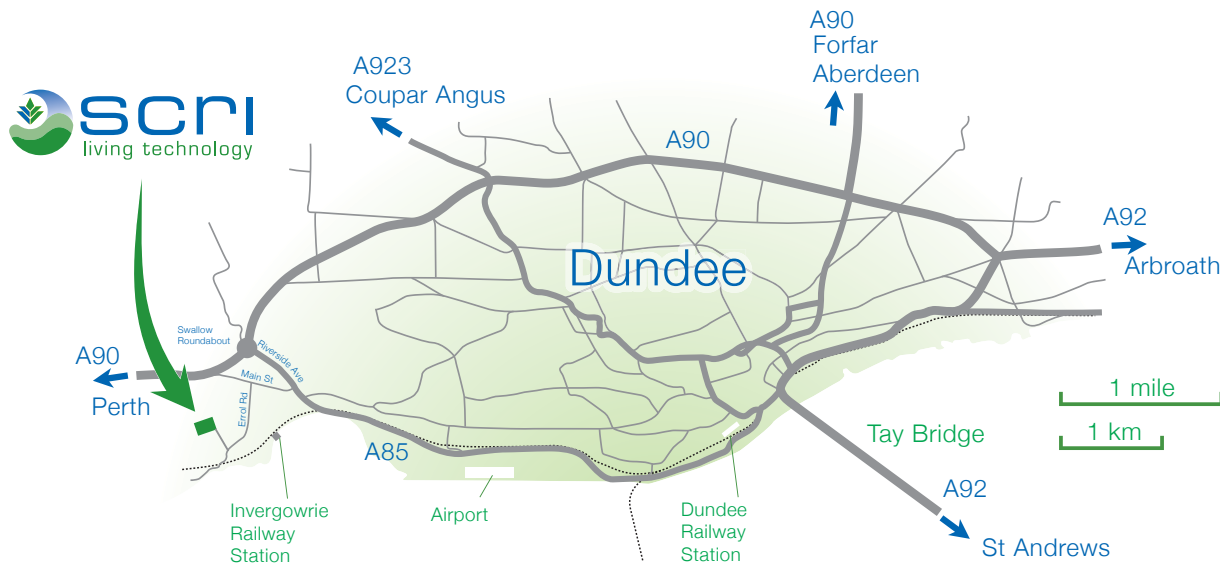 A90
Forfar
Aberdeen
A923
Coupar Angus
scri
living technology
A90
Dundee
A92
Arbroath
Swallow
Roundabout
Riverside Ave
A90
Perth
Main St
Errol Rd
A85
1 mile
1 km
Tay Bridge
A92
St Andrews
Invergowrie
Railway
Station
Airport
Dundee
Railway
Station